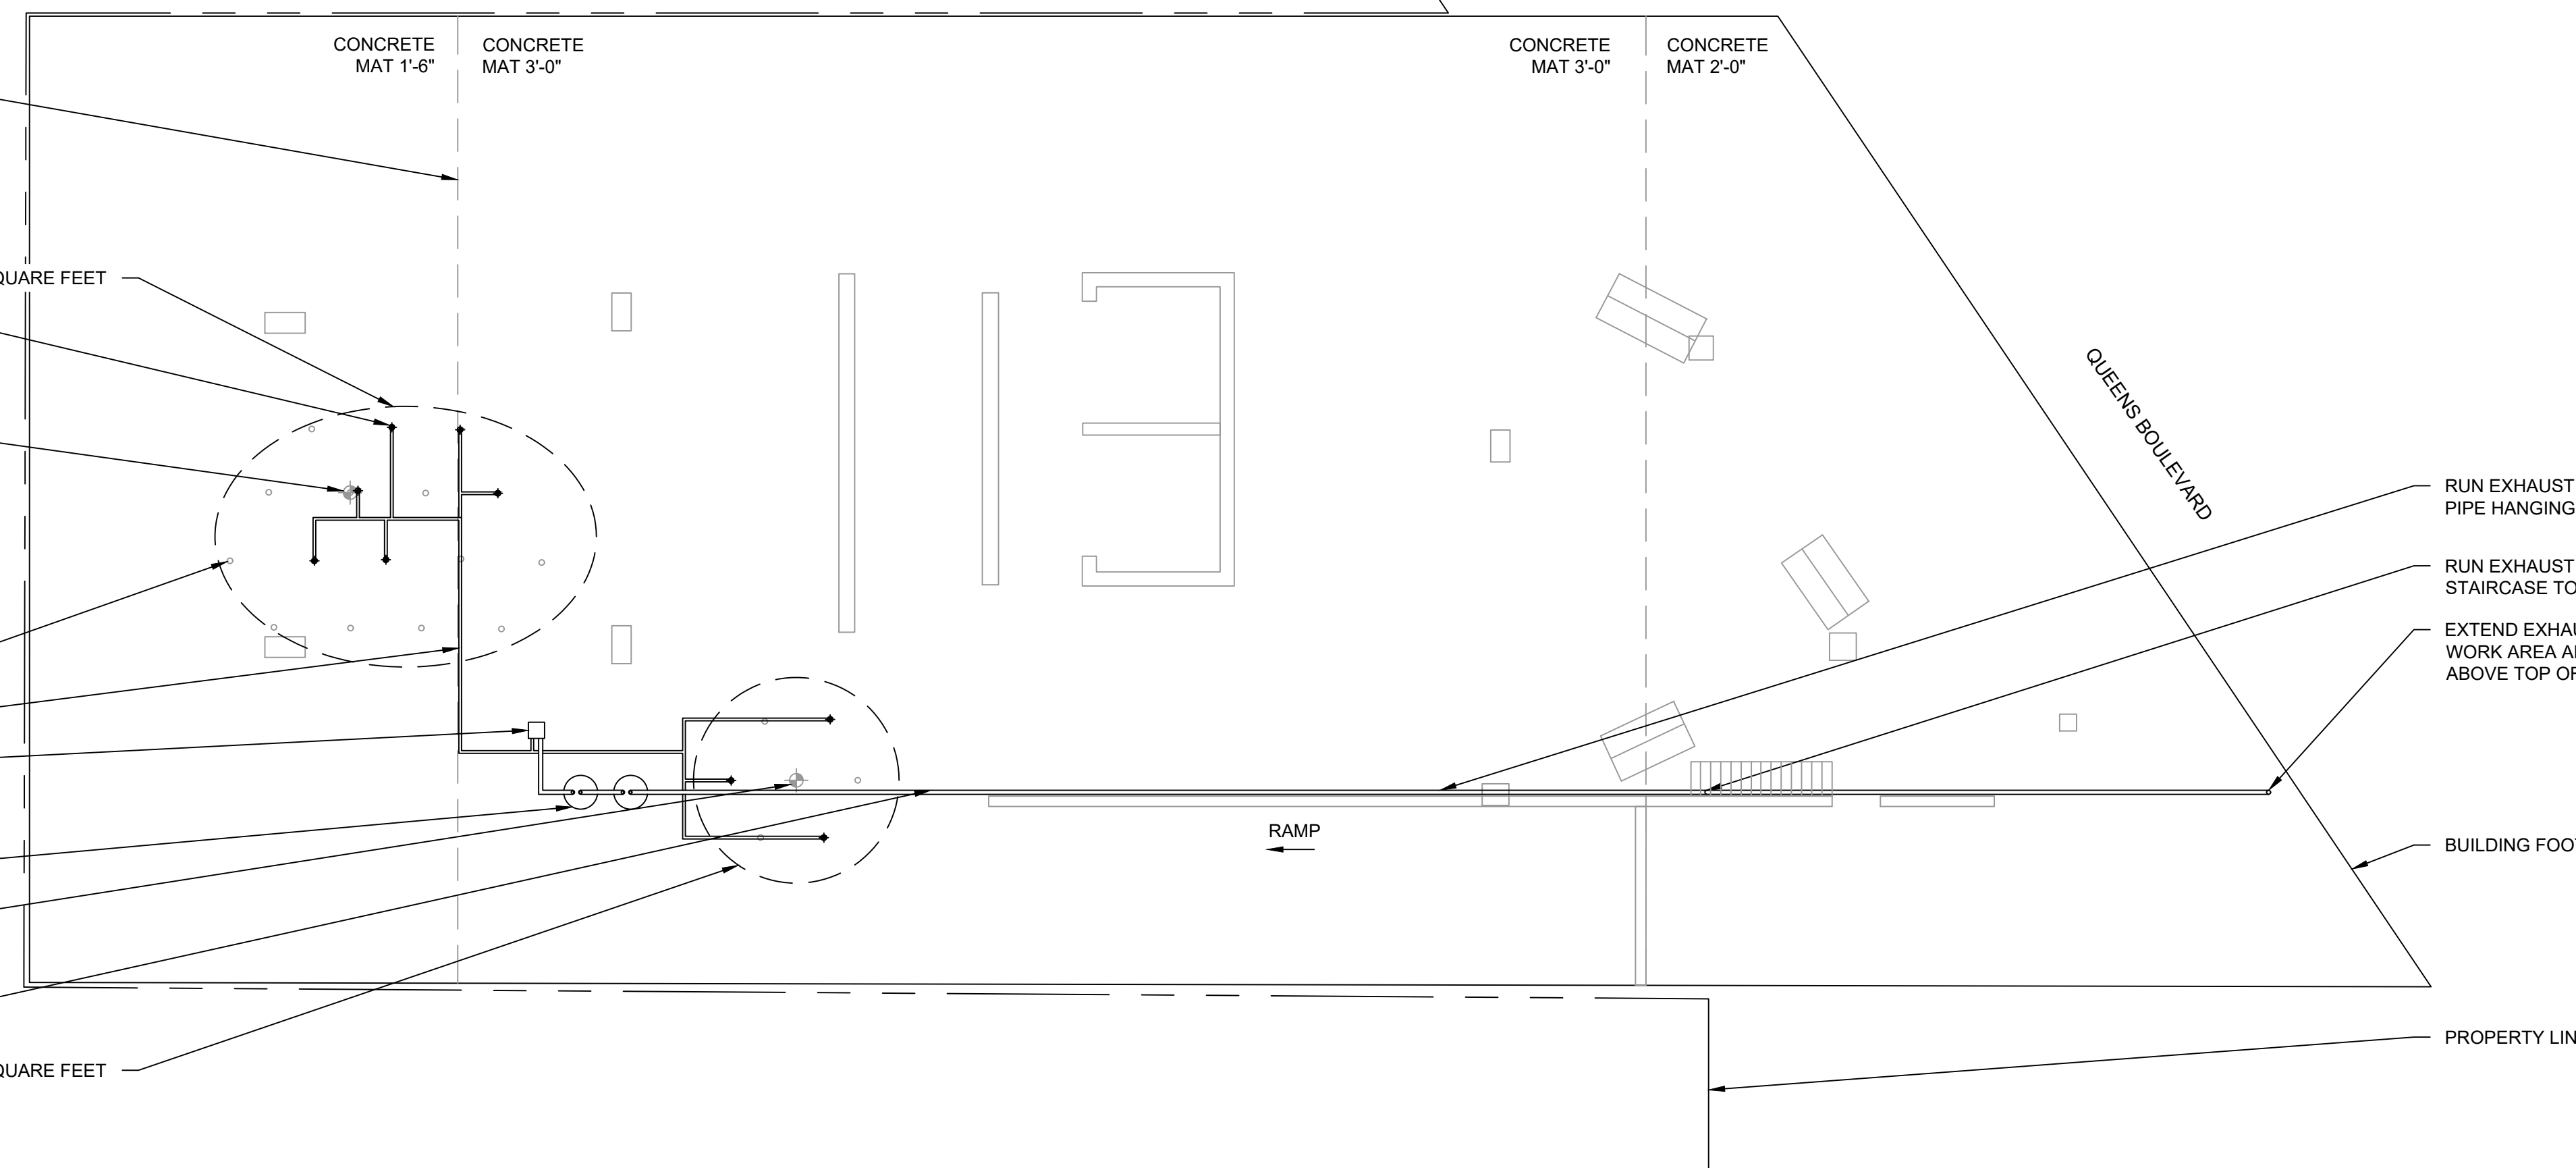 CONCRETE
MAT 1'-6"
CONCRETE
MAT 3'-0"
CONCRETE
MAT 3'-0"
CONCRETE
MAT 2'-0"
QUARE FEET
QUEENS BOULEVARD
RUN EXHAUST
PIPE HANGING
RUN EXHAUST
STAIRCASE TO
EXTEND EXHAU
WORK AREA A
ABOVE TOP OF
RAMP
BUILDING FOOT
PROPERTY LIN
QUARE FEET